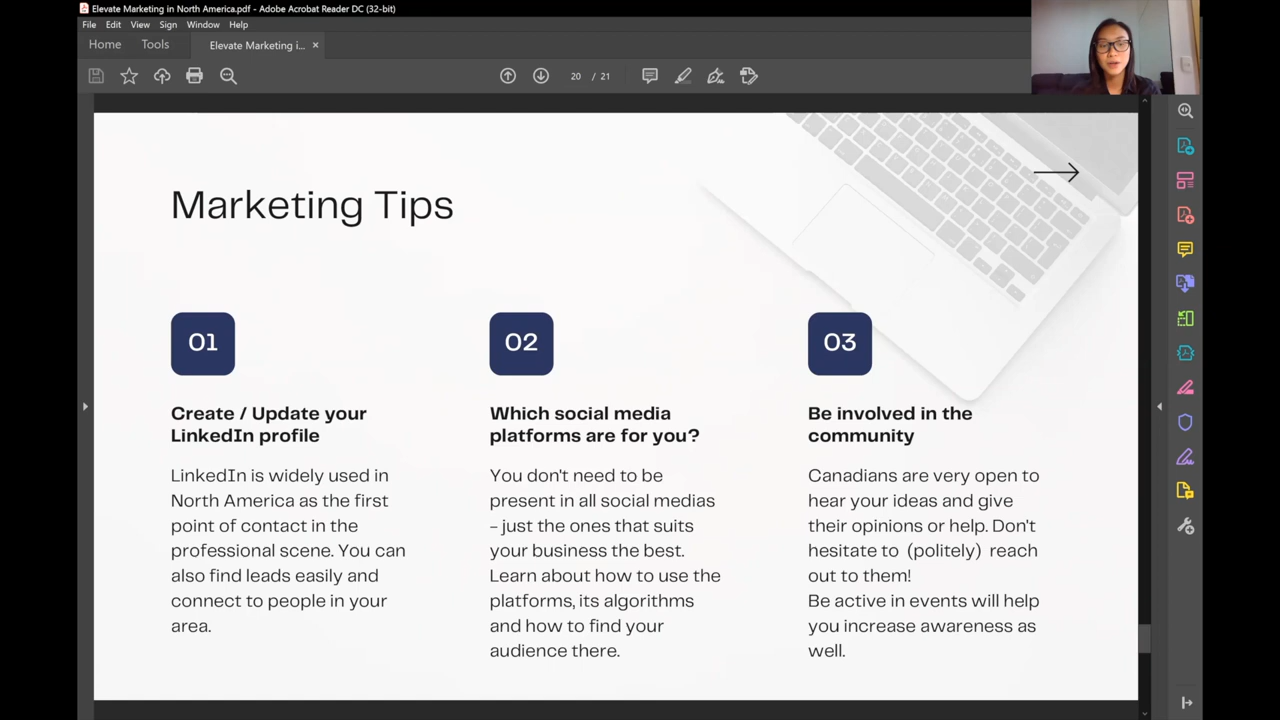 Elevate Marketing in North America.pdf - Adobe Acrobat Reader DC (32-bit)
File Edit View Sign Window Help
Home Tools Elevate Marketing i... ×
20 / 21
Marketing Tips
01
Create / Update your
LinkedIn profile
LinkedIn is widely used in
North America as the first
point of contact in the
professional scene. You can
also find leads easily and
connect to people in your
area.
02
Which social media
platforms are for you?
You don't need to be
present in all social medias
- just the ones that suits
your business the best.
Learn about how to use the
platforms, its algorithms
and how to find your
audience there.
03
Be involved in the
community
Canadians are very open to
hear your ideas and give
their opinions or help. Don't
hesitate to (politely) reach
out to them!
Be active in events will help
you increase awareness as
well.